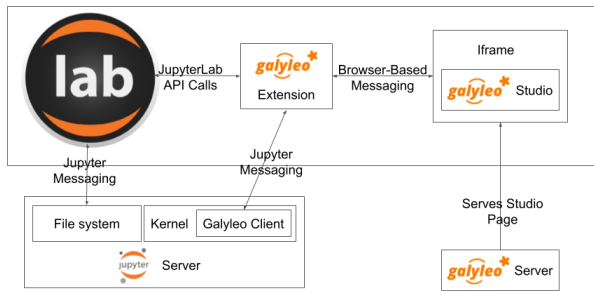 lab
JupyterLab
API Calls
galyleo
Extension
Browser-Based
Messaging
Iframe
galyleo Studio
Jupyter
Messaging
Jupyter
Messaging
File system
Kernel
Galyleo Client
jupyter
Server
Serves Studio
Page
galyleo Server